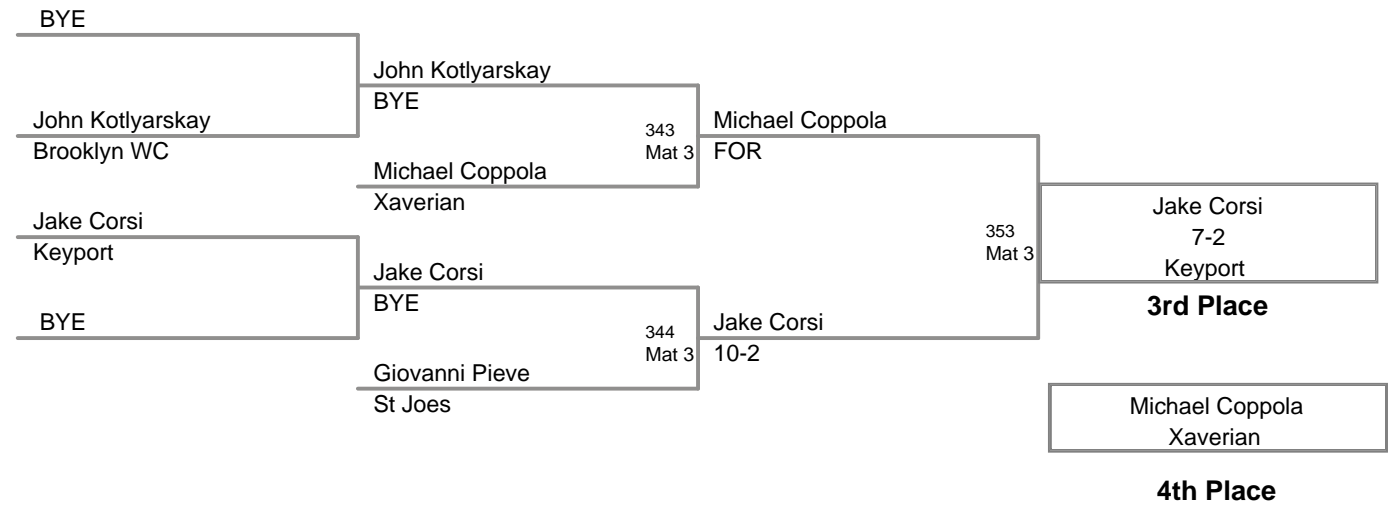 BYE
John Kotlyarskay
BYE
John Kotlyarskay
Brooklyn WC
343
Mat 3
Michael Coppola
FOR
Michael Coppola
Xaverian
Jake Corsi
Keyport
353
Mat 3
Jake Corsi
7-2
Keyport
3rd Place
Jake Corsi
BYE
BYE
344
Mat 3
Jake Corsi
10-2
Giovanni Pieve
St Joes
Michael Coppola
Xaverian
4th Place